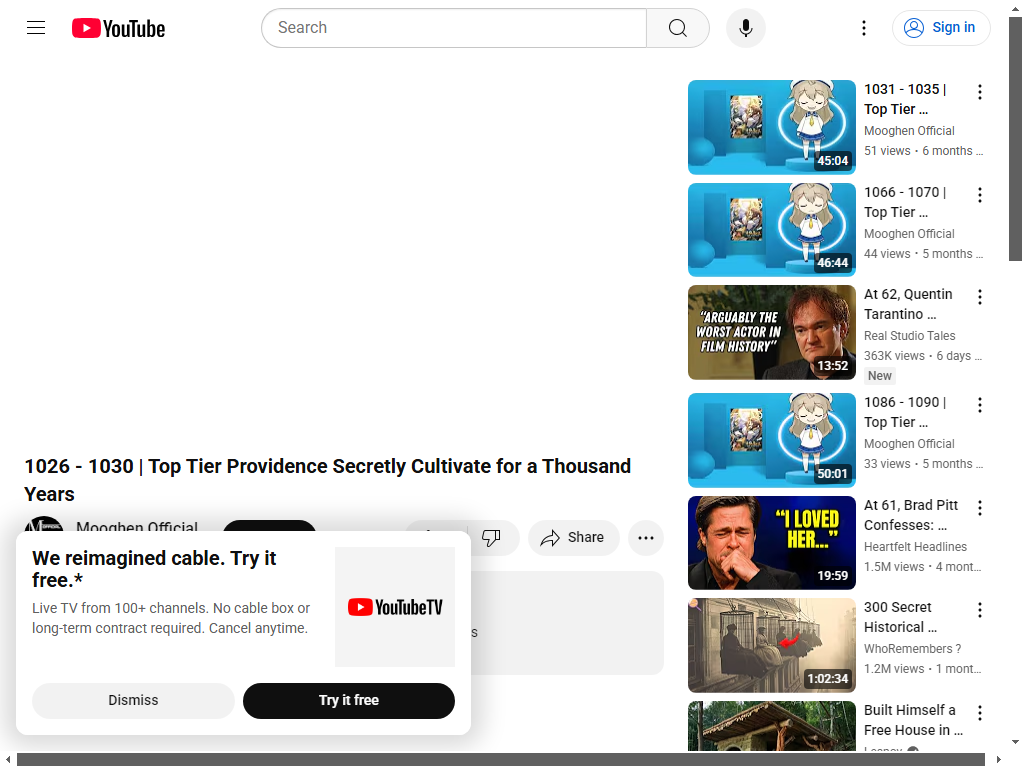 YouTube
Search
Sign in
1031 - 1035 |
Top Tier ...
Mooghen Official
51 views • 6 months ...
45:04
1066 - 1070 |
Top Tier ...
Mooghen Official
44 views • 5 months ...
46:44
"ARGUABLY THE
WORST ACTOR IN
FILM HISTORY"
13:52
At 62, Quentin
Tarantino ...
Real Studio Tales
363K views • 6 days ...
New
1086 - 1090 |
Top Tier ...
Mooghen Official
33 views • 5 months ...
50:01
"I LOVED
HER..."
19:59
At 61, Brad Pitt
Confesses: ...
Heartfelt Headlines
1.5M views • 4 mont...
300 Secret
Historical ...
WhoRemembers ?
1.2M views • 1 mont...
1:02:34
Built Himself a
Free House in ...
1026 - 1030 | Top Tier Providence Secretly Cultivate for a Thousand
Years
Mooghen Official
Share
We reimagined cable. Try it
free.*
Live TV from 100+ channels. No cable box or
long-term contract required. Cancel anytime.
YouTubeTV
Dismiss
Try it free